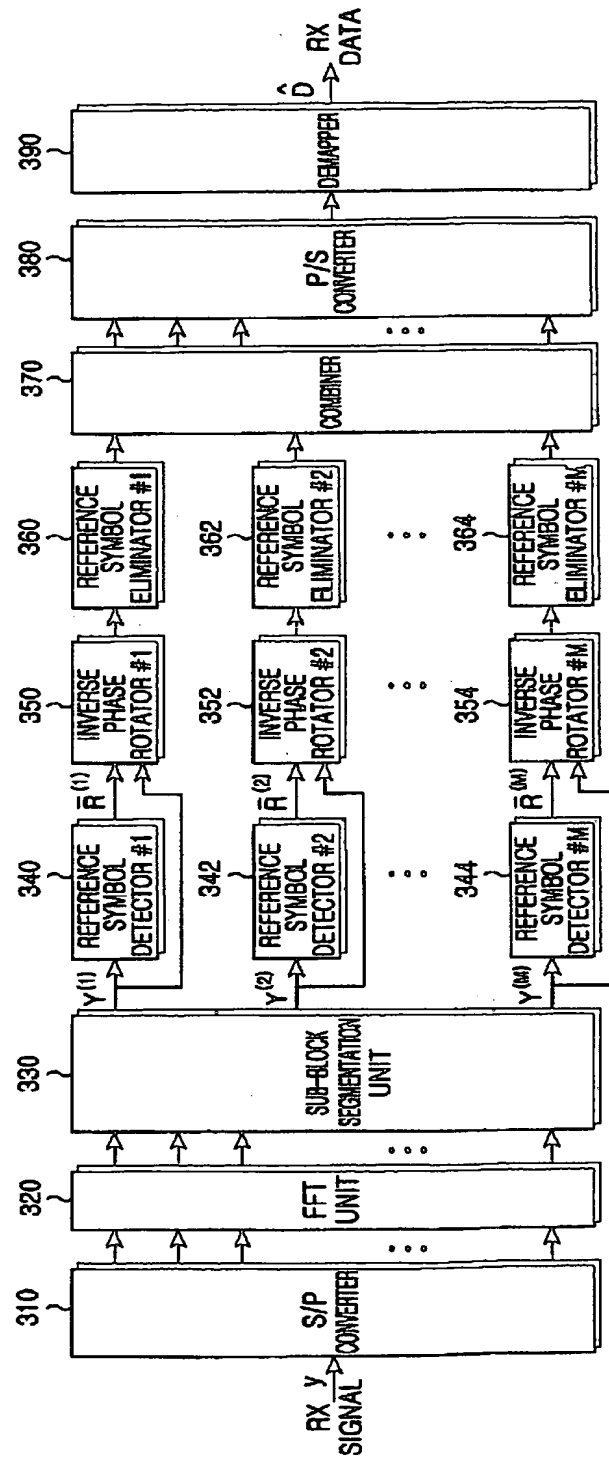 RX y
SIGNAL
310
S/P
CONVERTER
320
FFT
UNIT
330
SUB-BLOCK
SEGMENTATION
UNIT
Y(1)
Y(2)
Y(M)
340
REFERENCE
SYMBOL
DETECTOR #1
342
REFERENCE
SYMBOL
DETECTOR #2
344
REFERENCE
SYMBOL
DETECTOR #M
R̄(1)
R̄(2)
R̄(M)
350
INVERSE
PHASE
ROTATOR #1
352
INVERSE
PHASE
ROTATOR #2
354
INVERSE
PHASE
ROTATOR #M
360
REFERENCE
SYMBOL
ELIMINATOR #1
362
REFERENCE
SYMBOL
ELIMINATOR #2
364
REFERENCE
SYMBOL
ELIMINATOR #M
370
COMBINER
380
P/S
CONVERTER
390
DEMAPPER
D̂
RX
DATA